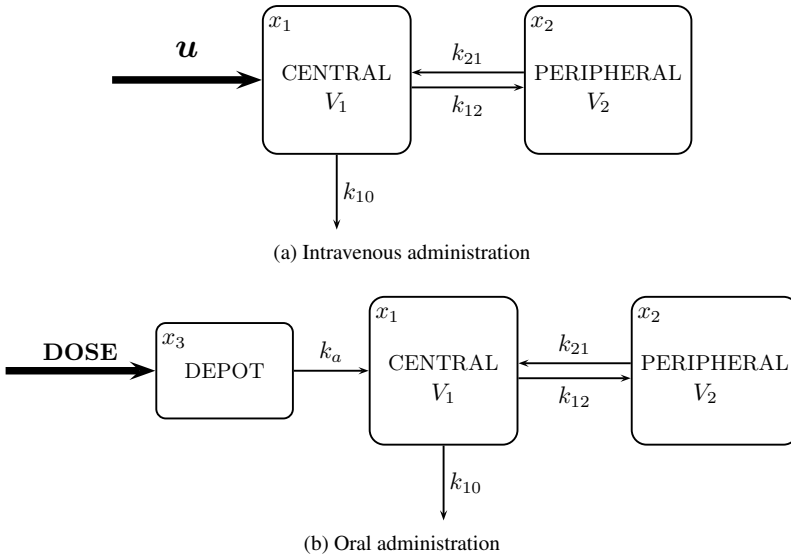 x₁
x₂
u
k₂₁
CENTRAL
PERIPHERAL
V₁
k₁₂
V₂
k₁₀
(a) Intravenous administration
x₁
x₂
DOSE
x₃
k₂₁
kₐ
DEPOT
CENTRAL
PERIPHERAL
V₁
k₁₂
V₂
k₁₀
(b) Oral administration